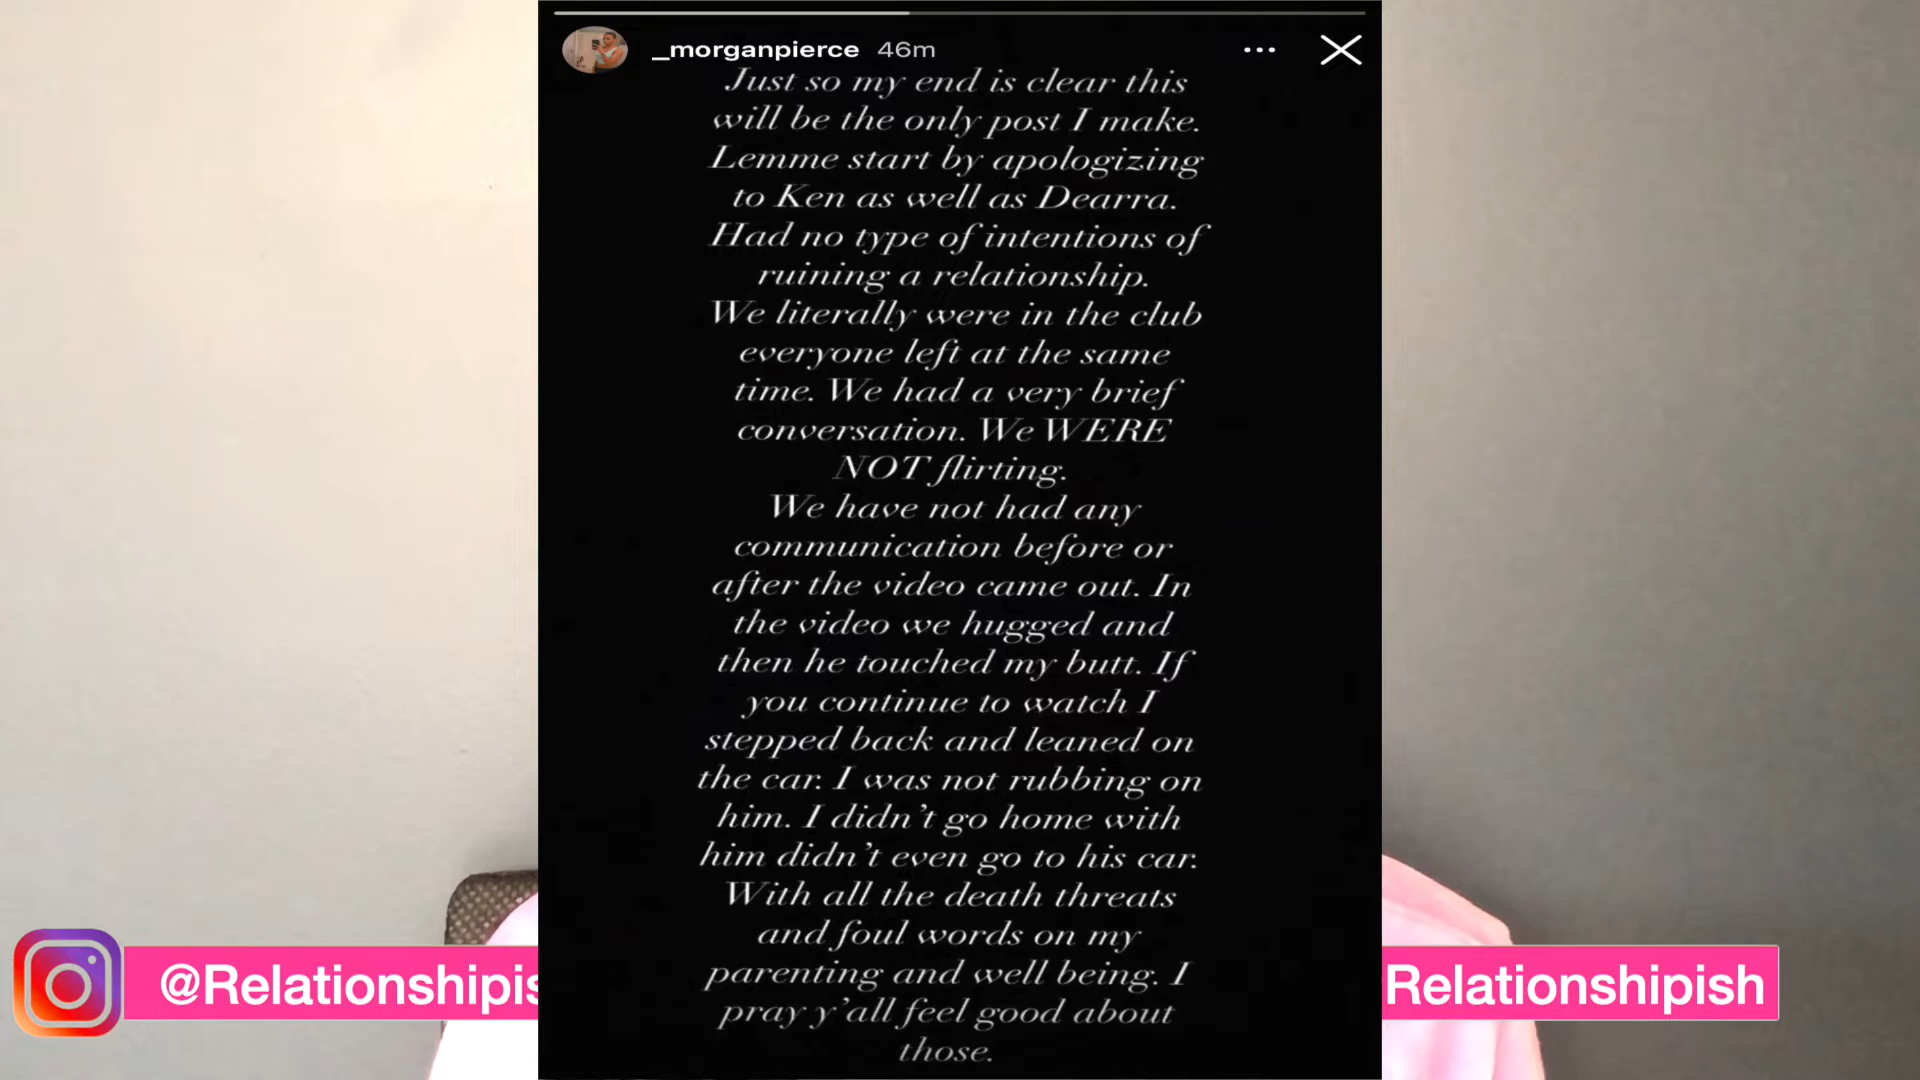 _morganpierce 46m
Just so my end is clear this
will be the only post I make.
Lemme start by apologizing
to Ken as well as Dearra.
Had no type of intentions of
ruining a relationship.
We literally were in the club
everyone left at the same
time. We had a very brief
conversation. We WERE
NOT flirting.
We have not had any
communication before or
after the video came out. In
the video we hugged and
then he touched my butt. If
you continue to watch I
stepped back and leaned on
the car. I was not rubbing on
him. I didn't go home with
him didn't even go to his car.
With all the death threats
and foul words on my
parenting and well being. I
pray y'all feel good about
those.
@Relationshipis
Relationshipish